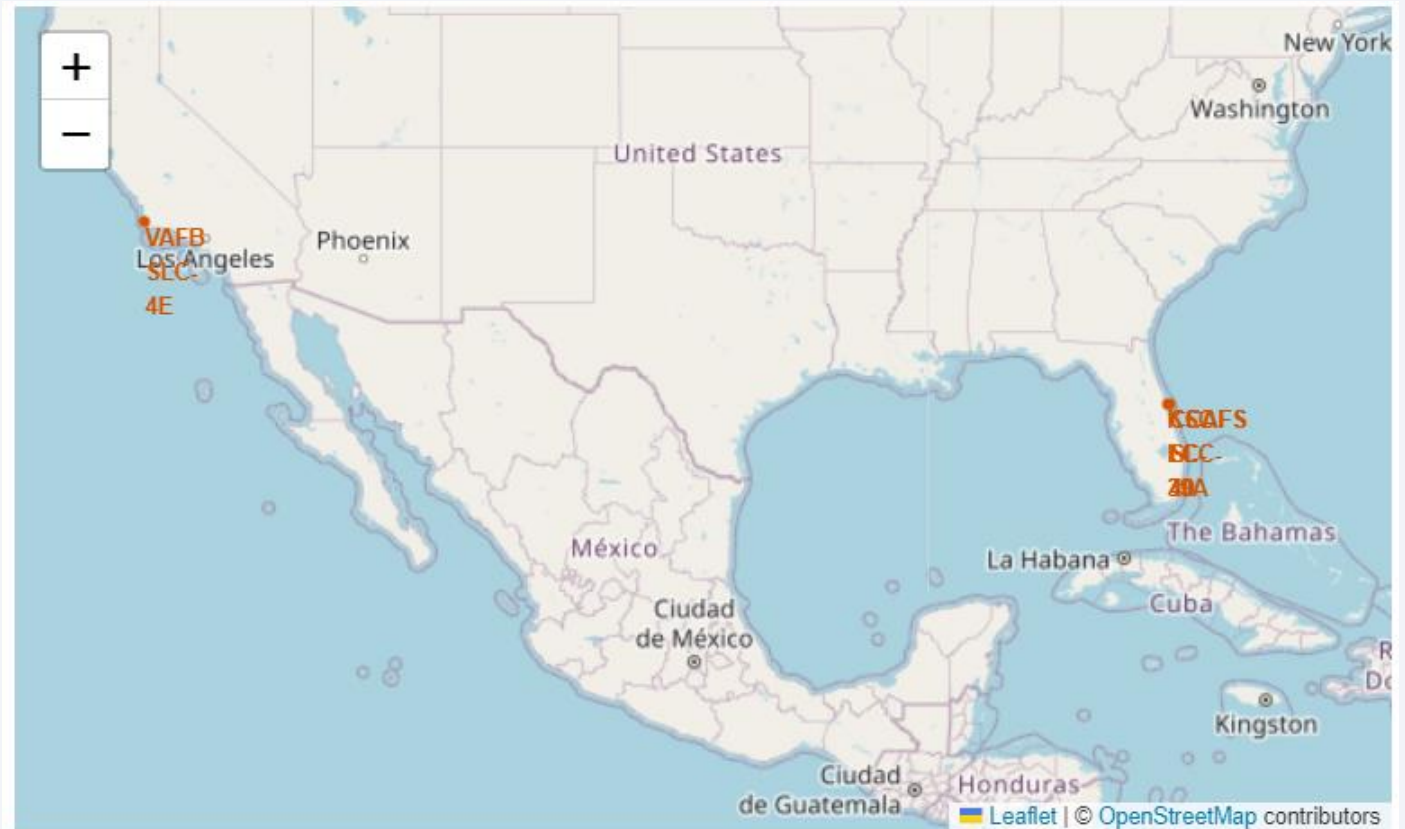 +
−
New York
Washington
United States
VAFB
Los Angeles
SLC-
4E
Phoenix
The Bahamas
México
La Habana
Cuba
Ciudad
de México
R
Do
Kingston
Ciudad
de Guatemala
Honduras
Leaflet | © OpenStreetMap contributors